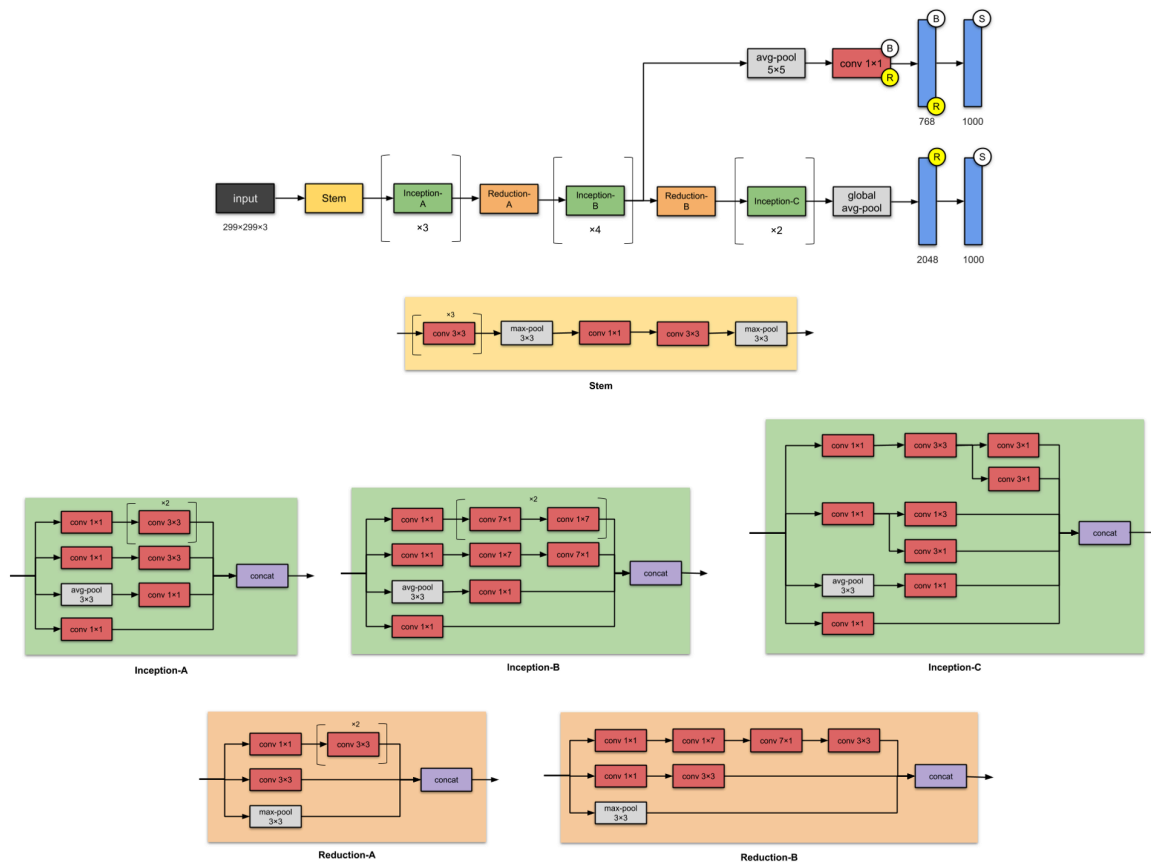 B
S
avg-pool
5×5
B
conv 1×1
R
R
768
1000
R
S
input
Stem
Inception-
A
Reduction-
A
Inception-
B
Reduction-
B
Inception-C
global
avg-pool
299×299×3
×3
×4
×2
2048
1000
×3
conv 3×3
max-pool
3×3
conv 1×1
conv 3×3
max-pool
3×3
Stem
×2
conv 1×1
conv 3×3
conv 1×1
conv 3×3
avg-pool
3×3
conv 1×1
conv 1×1
concat
Inception-A
×2
conv 1×1
conv 7×1
conv 1×7
conv 1×1
conv 1×7
conv 7×1
avg-pool
3×3
conv 1×1
conv 1×1
concat
Inception-B
conv 1×1
conv 3×3
conv 3×1
conv 3×1
conv 1×1
conv 1×3
conv 3×1
avg-pool
3×3
conv 1×1
conv 1×1
concat
Inception-C
×2
conv 1×1
conv 3×3
conv 3×3
max-pool
3×3
concat
Reduction-A
conv 1×1
conv 1×7
conv 7×1
conv 3×3
conv 1×1
conv 3×3
max-pool
3×3
concat
Reduction-B